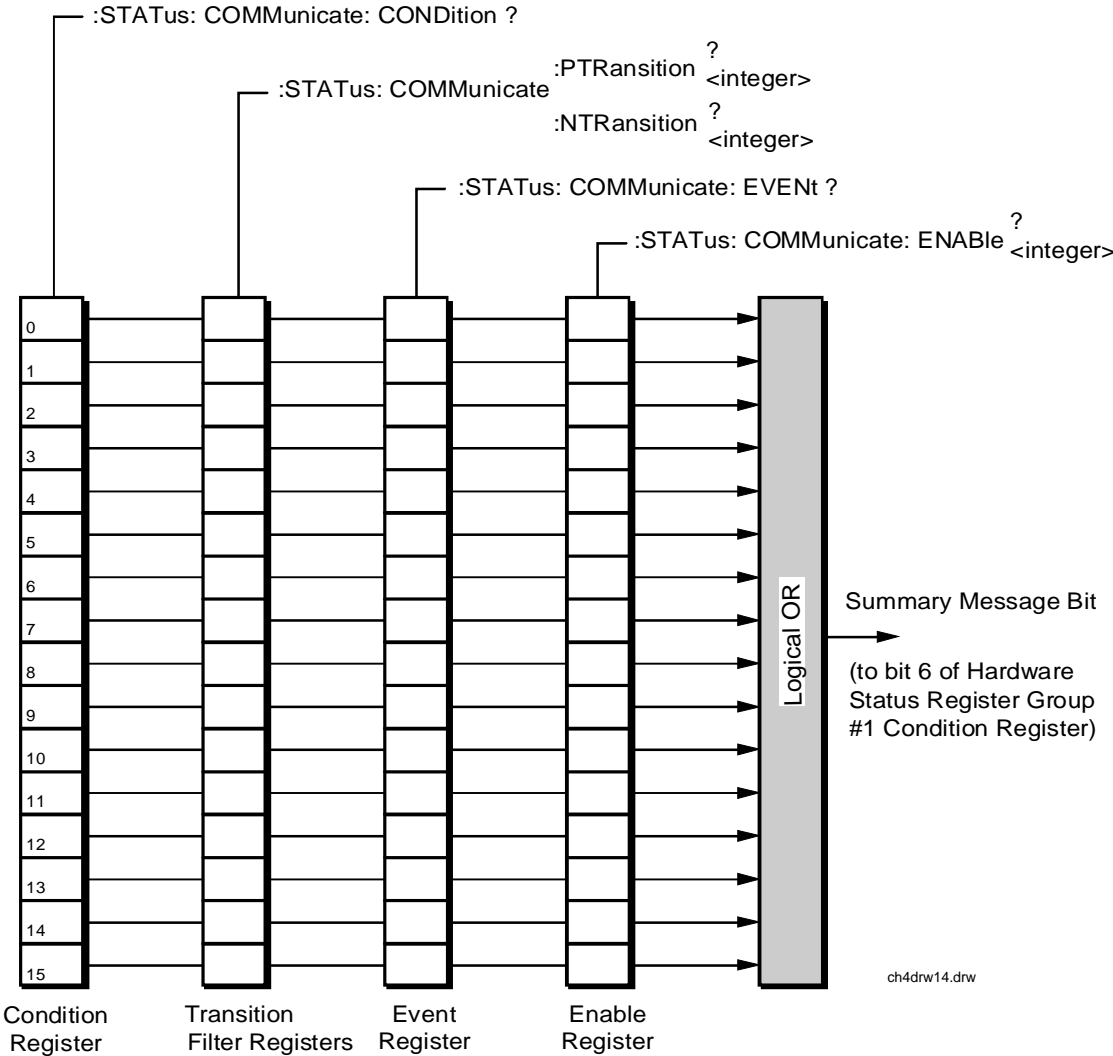 :STATus: COMMunicate: CONDition ?
:STATus: COMMunicate
:PTRansition ?
<integer>
:NTRansition ?
<integer>
:STATus: COMMunicate: EVENt ?
:STATus: COMMunicate: ENABle ?
<integer>
0
1
2
3
4
5
6
7
8
9
10
11
12
13
14
15
Logical OR
Summary Message Bit
(to bit 6 of Hardware
Status Register Group
#1 Condition Register)
ch4drw14.drw
Condition
Register
Transition
Filter Registers
Event
Register
Enable
Register